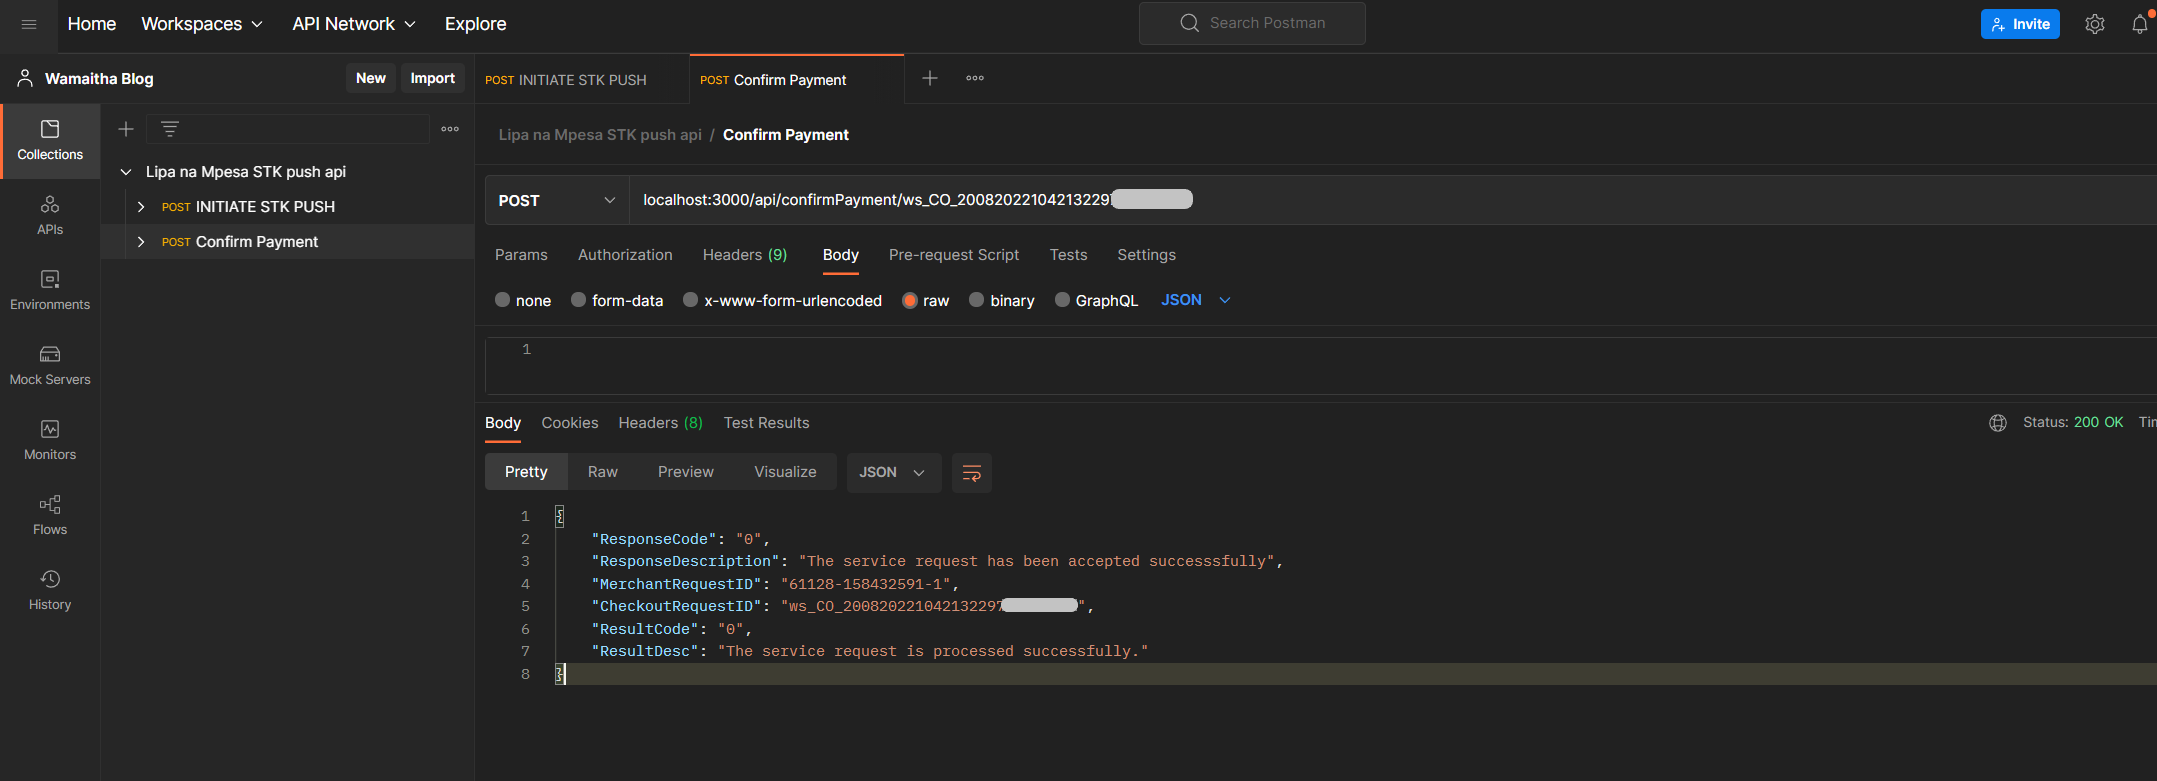 Home Workspaces API Network Explore Search Postman Invite
Wamaitha Blog New Import
POST INITIATE STK PUSH POST Confirm Payment
Collections
APIs
Environments
Mock Servers
Monitors
Flows
History
Lipa na Mpesa STK push api
POST INITIATE STK PUSH
POST Confirm Payment
Lipa na Mpesa STK push api / Confirm Payment
POST localhost:3000/api/confirmPayment/ws_CO_20082022104213229
Params Authorization Headers (9) Body Pre-request Script Tests Settings
none form-data x-www-form-urlencoded raw binary GraphQL JSON
1
Body Cookies Headers (8) Test Results Status: 200 OK Tim
Pretty Raw Preview Visualize JSON
1 {
2 "ResponseCode": "0",
3 "ResponseDescription": "The service request has been accepted successsfully",
4 "MerchantRequestID": "61128-158432591-1",
5 "CheckoutRequestID": "ws_CO_200820221042132297",
6 "ResultCode": "0",
7 "ResultDesc": "The service request is processed successfully."
8 }